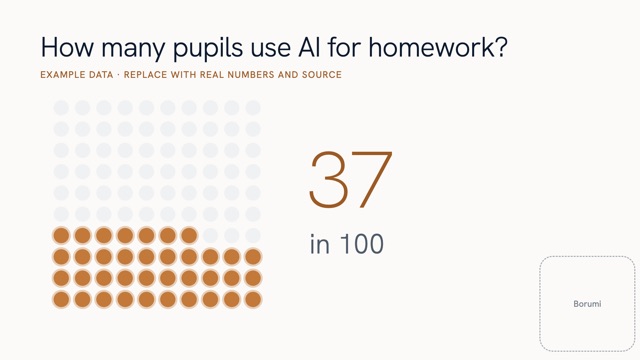 How many pupils use AI for homework?
EXAMPLE DATA · REPLACE WITH REAL NUMBERS AND SOURCE
37
in 100
Borumi